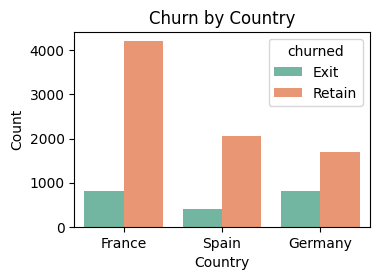 Churn by Country
churned
Exit
Retain
Count
4000
3000
2000
1000
0
France Spain Germany
Country